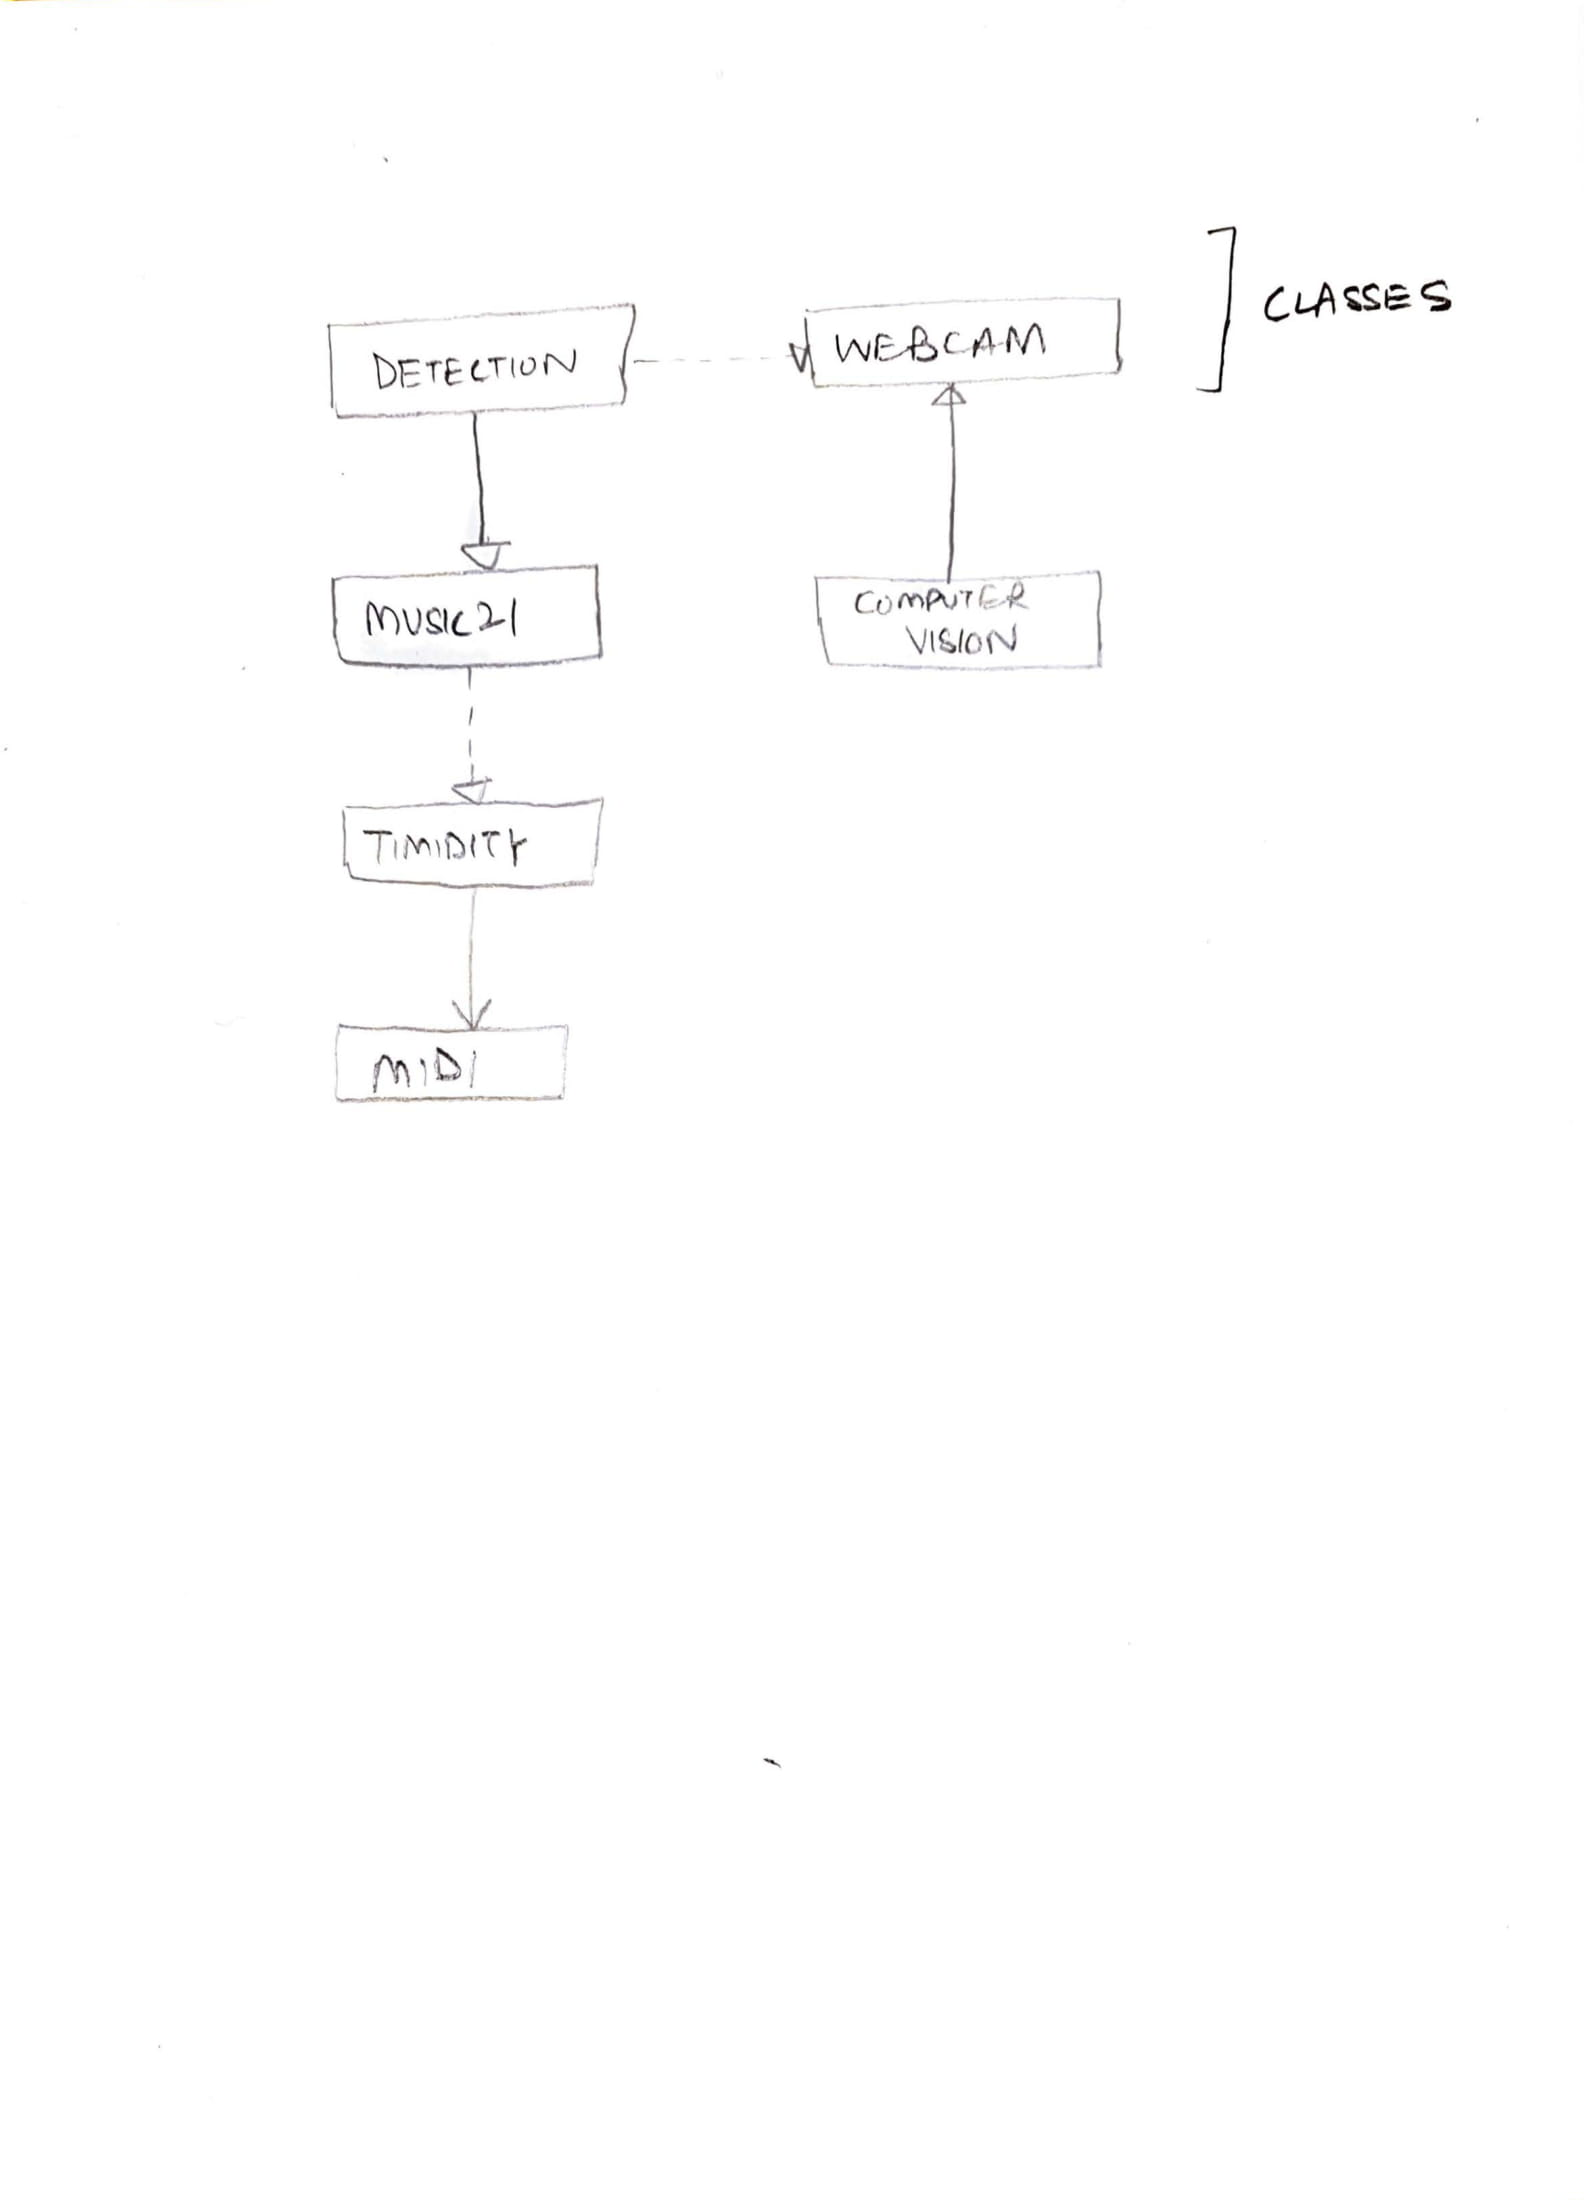 DETECTION
WEBCAM
CLASSES
MUSIC21
COMPUTER
VISION
TIMIDITY
MIDI